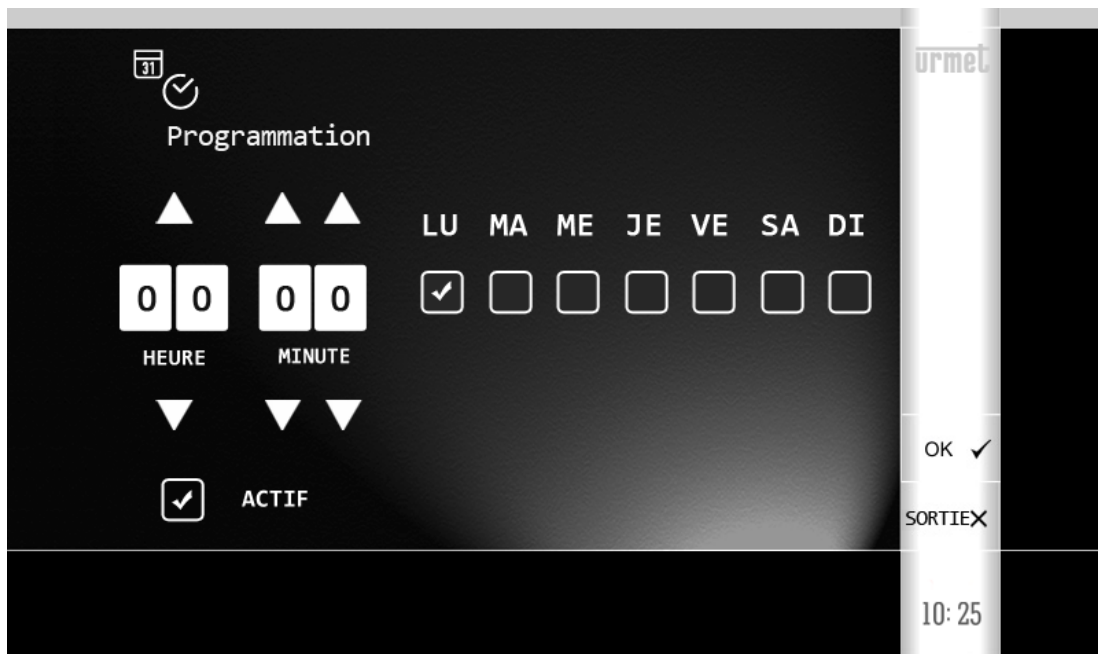 urmet
31
Programmation
LU MA ME JE VE SA DI
0 0 0 0
HEURE MINUTE
OK
ACTIF
SORTIE
10:25